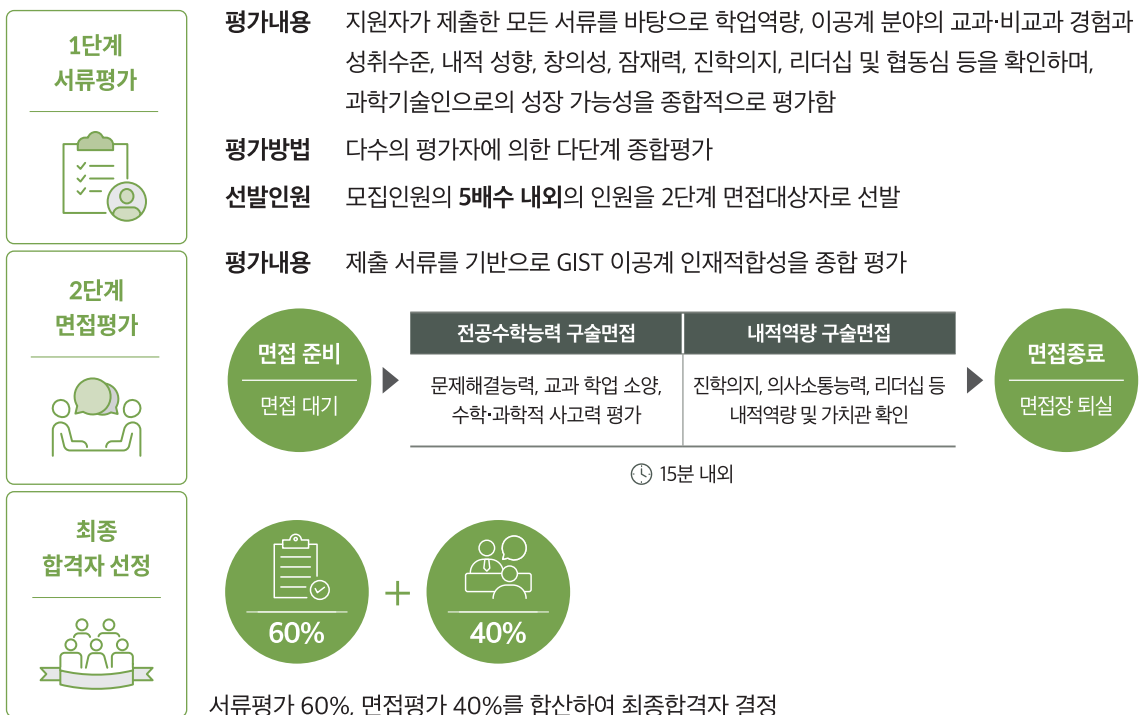 1단계
서류평가
평가내용 지원자가 제출한 모든 서류를 바탕으로 학업역량, 이공계 분야의 교과·비교과 경험과
성취수준, 내적 성향, 창의성, 잠재력, 진학의지, 리더십 및 협동심 등을 확인하며,
과학기술인으로의 성장 가능성을 종합적으로 평가함
평가방법 다수의 평가자에 의한 다단계 종합평가
선발인원 모집인원의 5배수 내외의 인원을 2단계 면접대상자로 선발
2단계
면접평가
평가내용 제출 서류를 기반으로 GIST 이공계 인재적합성을 종합 평가
면접 준비
면접 대기
전공수학능력 구술면접
문제해결능력, 교과 학업 소양,
수학·과학적 사고력 평가
내적역량 구술면접
진학의지, 의사소통능력, 리더십 등
내적역량 및 가치관 확인
면접종료
면접장 퇴실
15분 내외
최종
합격자 선정
60%
+
40%
서류평가 60%, 면접평가 40%를 합산하여 최종합격자 결정